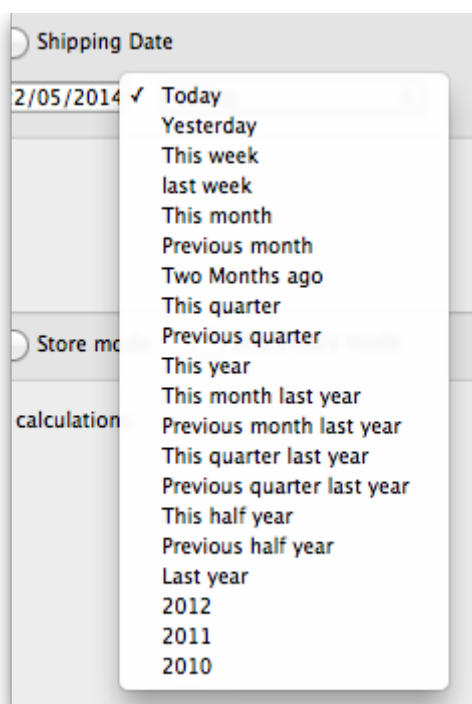 Shipping Date
2/05/2014 ✓ Today
Yesterday
This week
last week
This month
Previous month
Two Months ago
This quarter
Store mo
Previous quarter
This year
This month last year
calculation
Previous month last year
This quarter last year
Previous quarter last year
This half year
Previous half year
Last year
2012
2011
2010